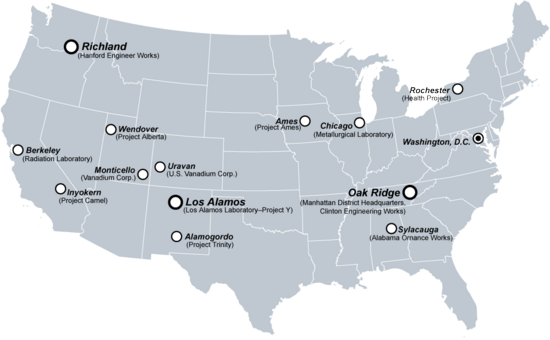 Richland
(Hanford Engineer Works)
Rochester
(Health Project)
Ames
(Project Ames)
Chicago
(Metallurgical Laboratory)
Wendover
(Project Alberta)
Washington, D.C.
Berkeley
(Radiation Laboratory)
Monticello
(Vanadium Corp.)
Uravan
(U.S. Vanadium Corp.)
Inyokern
(Project Camel)
Los Alamos
(Los Alamos Laboratory–Project Y)
Oak Ridge
(Manhattan District Headquarters,
Clinton Engineering Works)
Alamogordo
(Project Trinity)
Sylacauga
(Alabama Ornance Works)